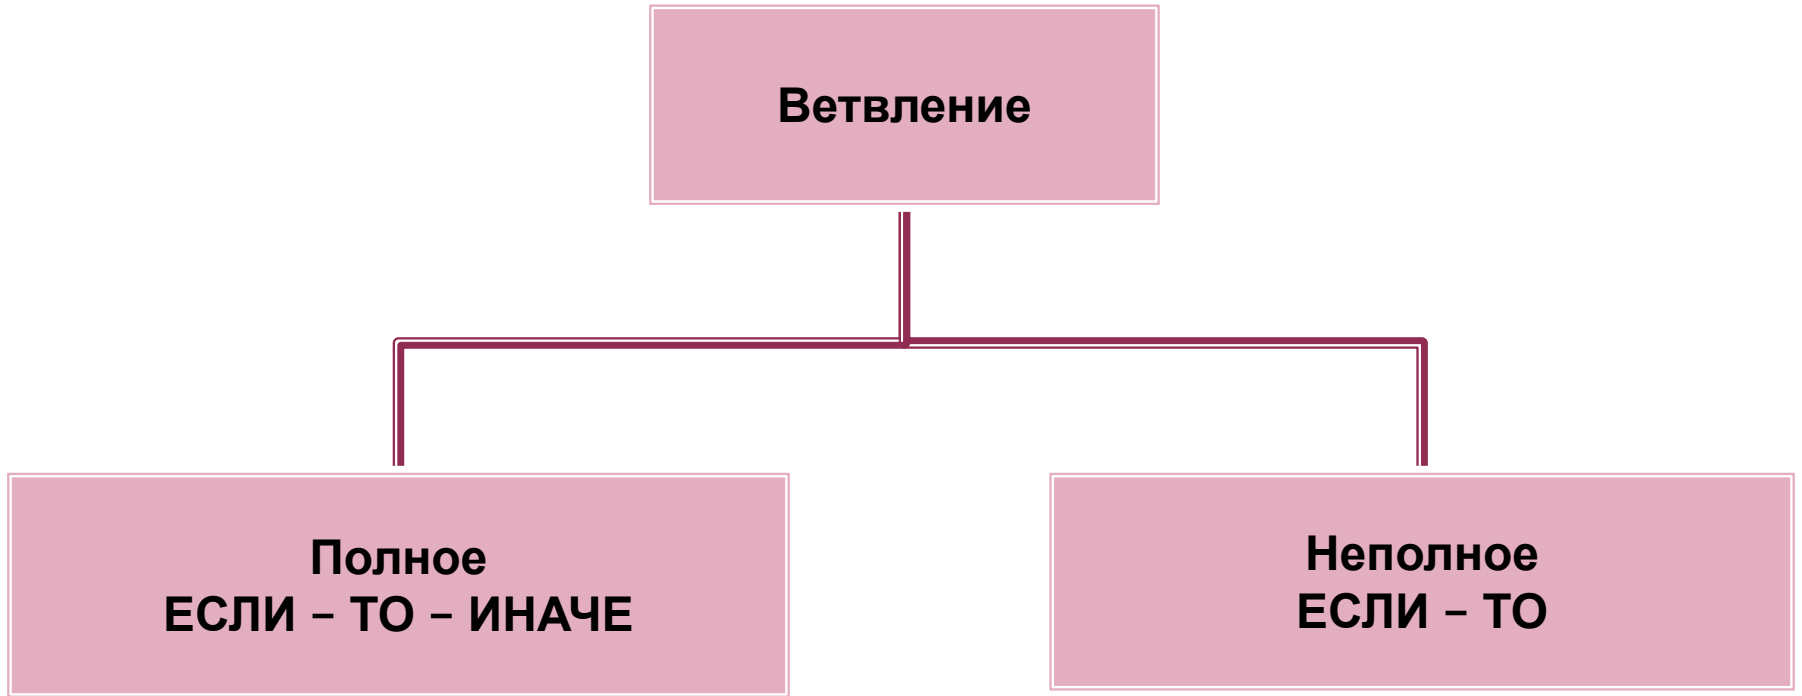 Ветвление
Полное
ЕСЛИ – ТО – ИНАЧЕ
Неполное
ЕСЛИ – ТО